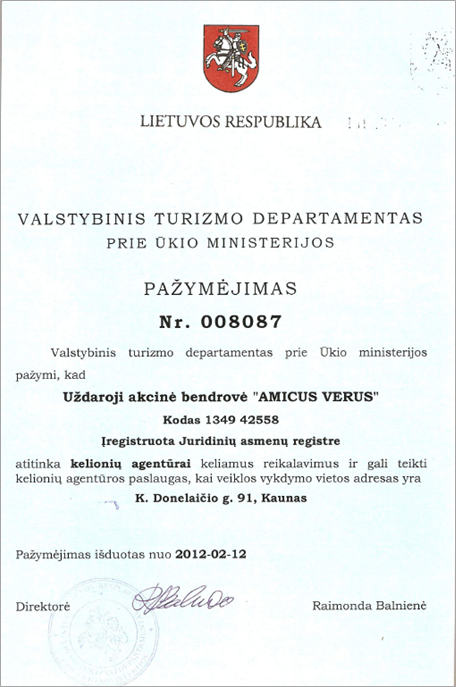 LIETUVOS RESPUBLIKA
VALSTYBINIS TURIZMO DEPARTAMENTAS
PRIE ŪKIO MINISTERIJOS
PAŽYMĖJIMAS
Nr. 008087
Valstybinis turizmo departamentas prie Ūkio ministerijos
pažymi, kad
Uždaroji akcinė bendrovė "AMICUS VERUS"
Kodas 1349 42558
Įregistruota Juridinių asmenų registre
atitinka kelionių agentūrai keliamus reikalavimus ir gali teikti
kelionių agentūros paslaugas, kai veiklos vykdymo vietos adresas yra
K. Donelaičio g. 91, Kaunas
Pažymėjimas išduotas nuo 2012-02-12
Direktorė
Raimonda Balnienė